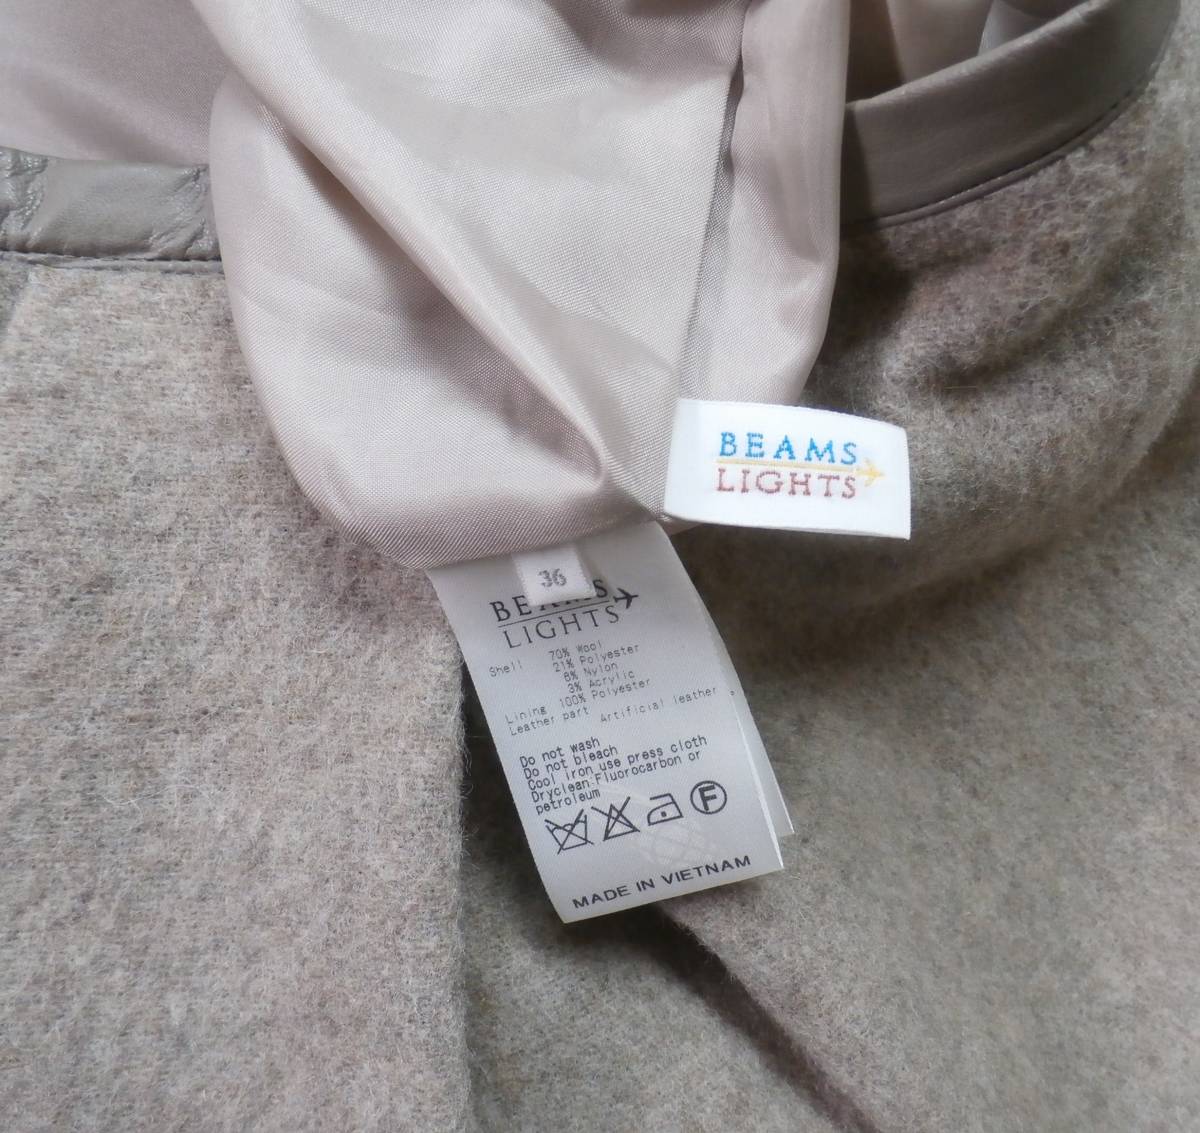 BEAMS
LIGHTS
36
BEAMS
LIGHTS
Shell 70% Wool
21% Polyester
6% Nylon
3% Acrylic
Lining 100% Polyester
Leather part Artificial leather
Do not wash
Do not bleach
Cool iron use press cloth
Dryclean:Fluorocarbon or
petroleum
F
MADE IN VIETNAM